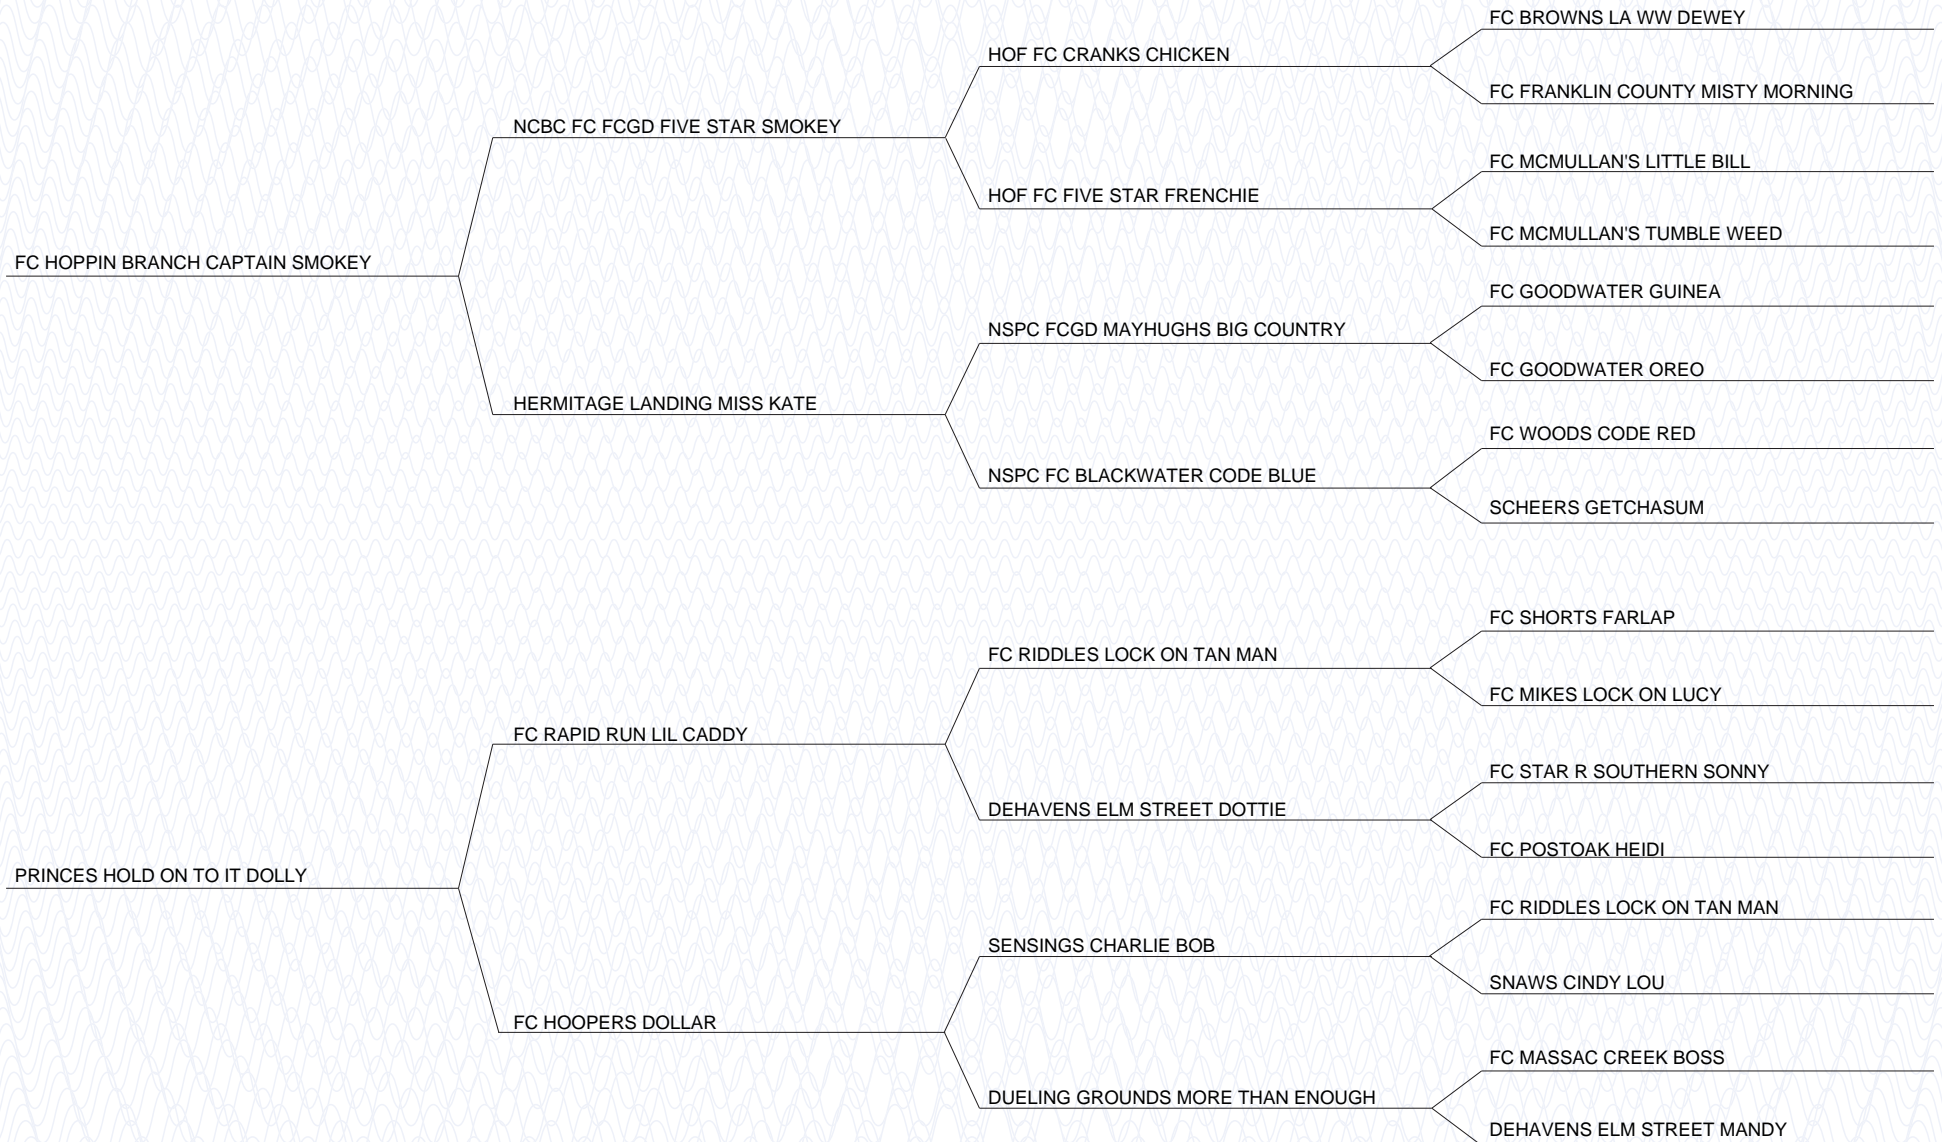 FC BROWNS LA WW DEWEY
HOF FC CRANKS CHICKEN
FC FRANKLIN COUNTY MISTY MORNING
NCBC FC FCGD FIVE STAR SMOKEY
FC MCMULLAN'S LITTLE BILL
HOF FC FIVE STAR FRENCHIE
FC MCMULLAN'S TUMBLE WEED
FC HOPPIN BRANCH CAPTAIN SMOKEY
FC GOODWATER GUINEA
NSPC FCGD MAYHUGHS BIG COUNTRY
FC GOODWATER OREO
HERMITAGE LANDING MISS KATE
FC WOODS CODE RED
NSPC FC BLACKWATER CODE BLUE
SCHEERS GETCHASUM
FC SHORTS FARLAP
FC RIDDLES LOCK ON TAN MAN
FC MIKES LOCK ON LUCY
FC RAPID RUN LIL CADDY
FC STAR R SOUTHERN SONNY
DEHAVENS ELM STREET DOTTIE
FC POSTOAK HEIDI
PRINCES HOLD ON TO IT DOLLY
FC RIDDLES LOCK ON TAN MAN
SENSINGS CHARLIE BOB
SNAWS CINDY LOU
FC HOOPERS DOLLAR
FC MASSAC CREEK BOSS
DUELING GROUNDS MORE THAN ENOUGH
DEHAVENS ELM STREET MANDY